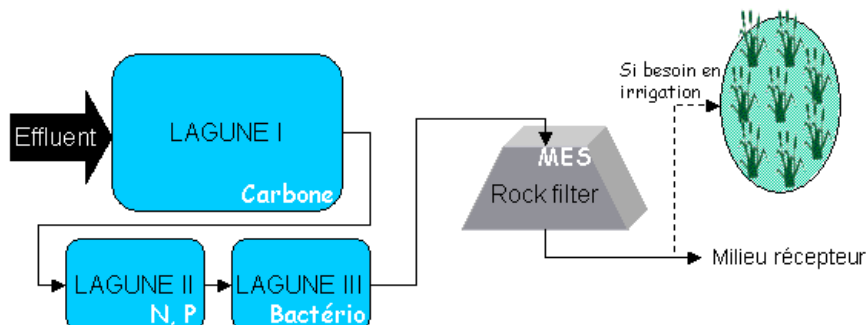 Effluent
LAGUNE I
Carbone
LAGUNE II
N, P
LAGUNE III
Bactério
MES
Rock filter
Si besoin en
irrigation
Milieu récepteur